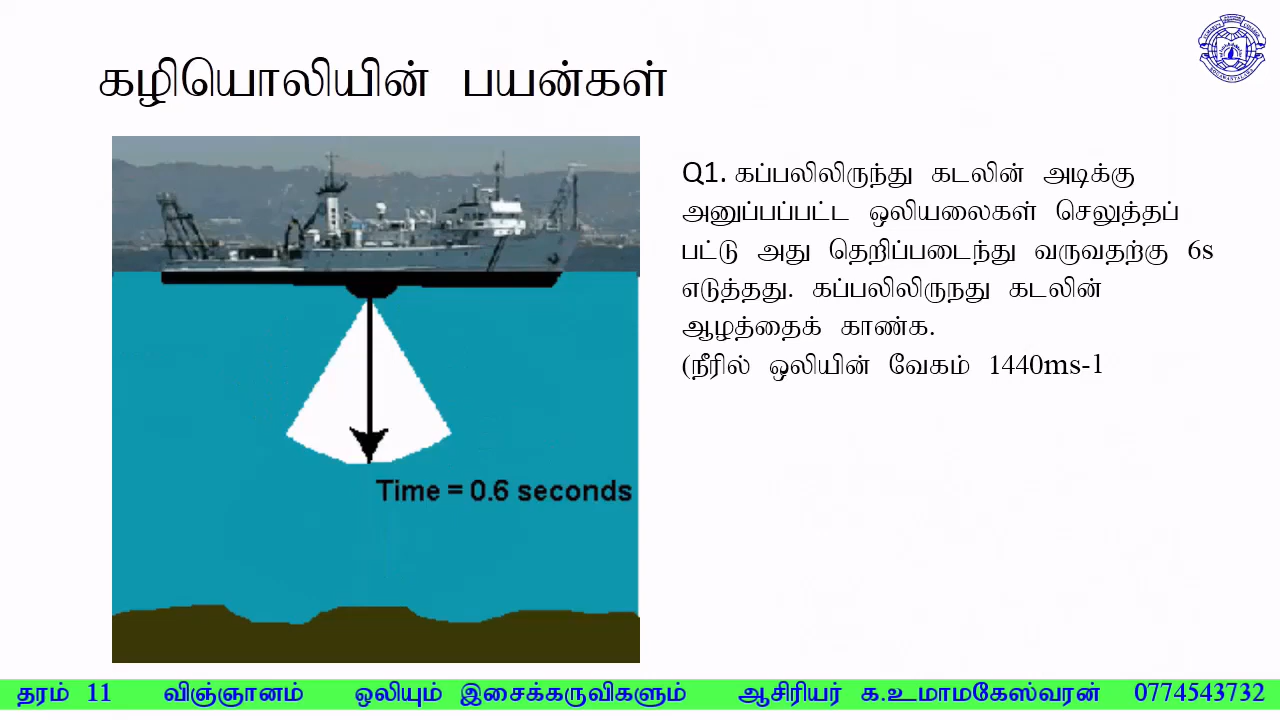 கழியொலியின் பயன்கள்
Q1. கப்பலிலிருந்து கடலின் அடிக்கு
அனுப்பப்பட்ட ஒலியலைகள் செலுத்தப்
பட்டு அது தெறிப்படைந்து வருவதற்கு 6s
எடுத்தது. கப்பலிலிருநது கடலின்
ஆழத்தைக் காண்க.
(நீரில் ஒலியின் வேகம் 1440ms-1
Time = 0.6 seconds
தரம் 11 விஞ்ஞானம் ஒலியும் இசைக்கருவிகளும் ஆசிரியர் க.உமாமகேஸ்வரன் 0774543732